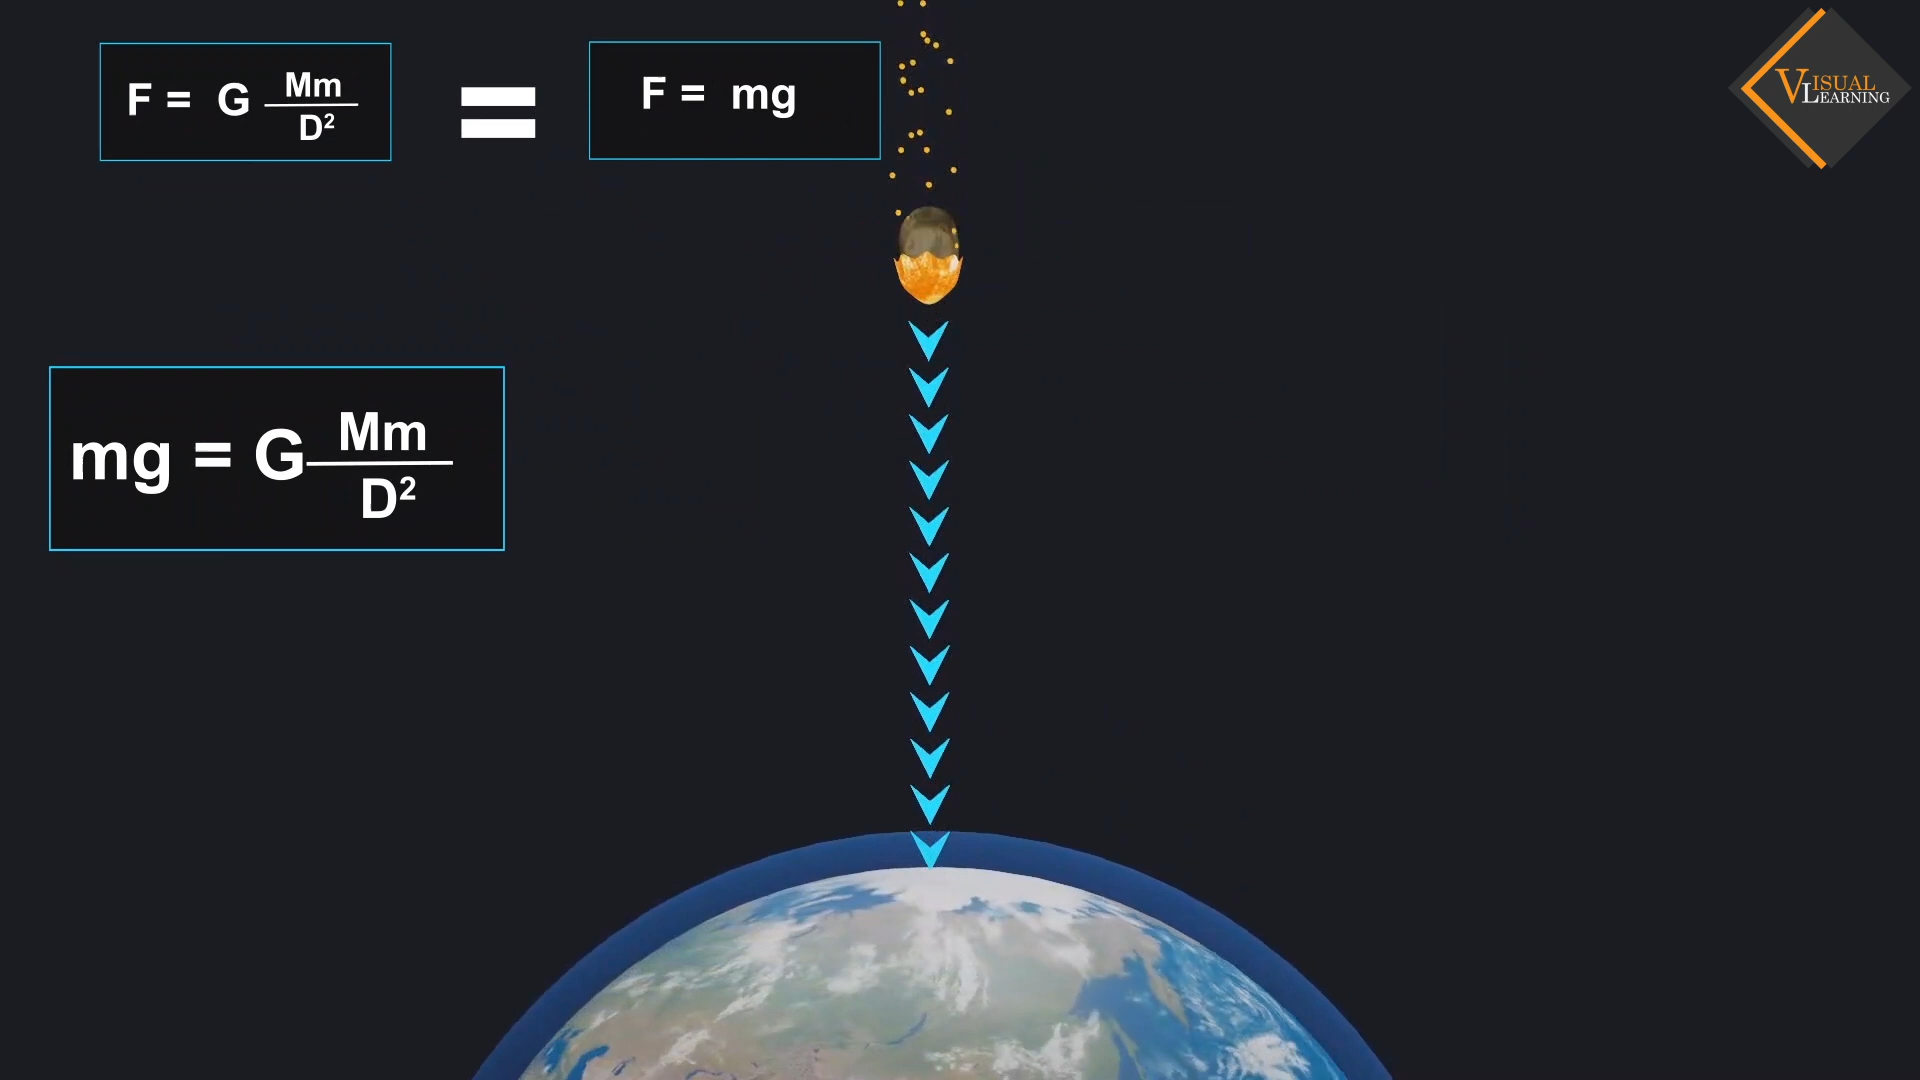 F = G Mm
D²
=
F = mg
VISUAL
LEARNING
mg = G Mm
D²